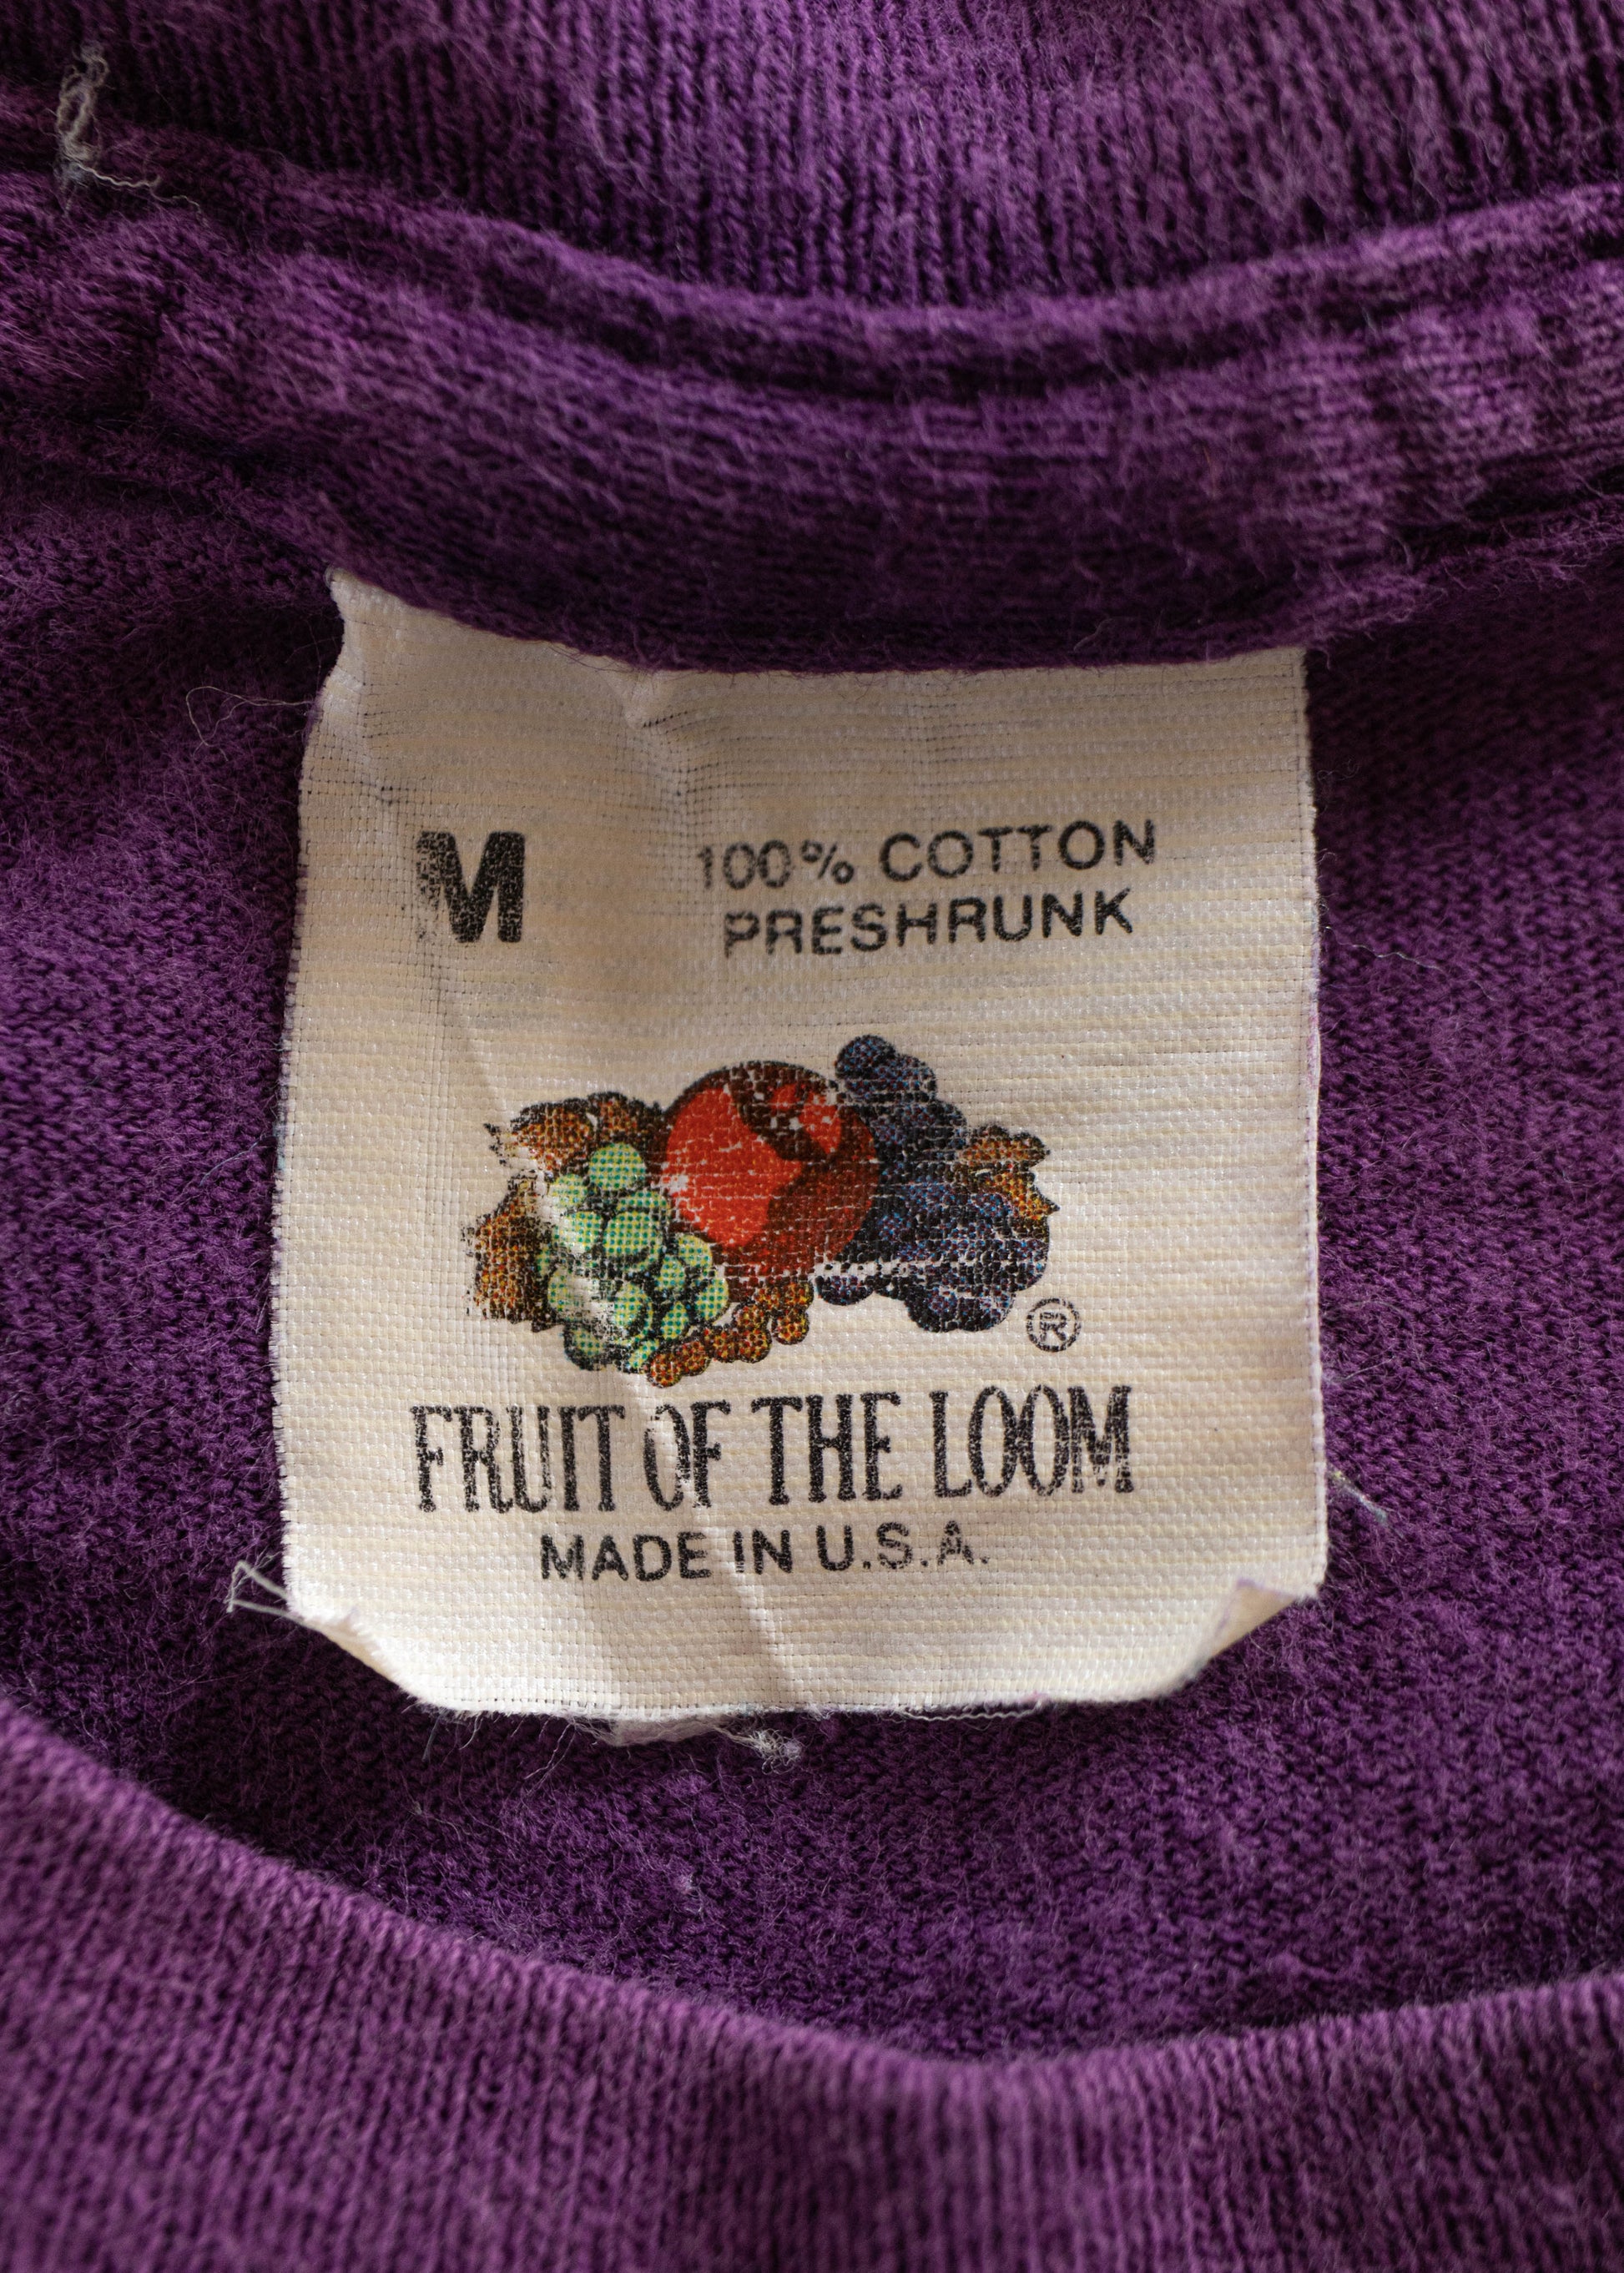 M 100% COTTON
PRESHRUNK
®
FRUIT OF THE LOOM
MADE IN U.S.A.